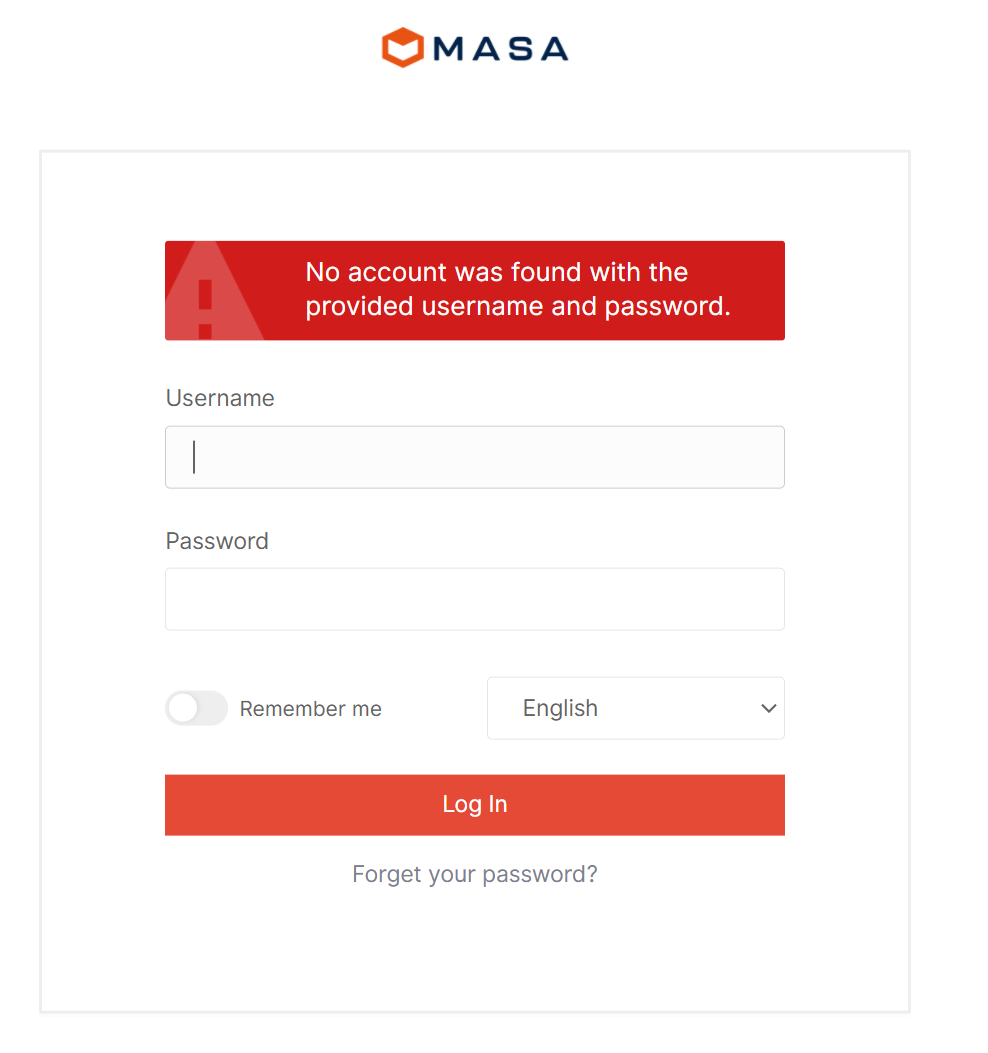 MASA
No account was found with the
provided username and password.
Username
Password
Remember me
English
Log In
Forget your password?